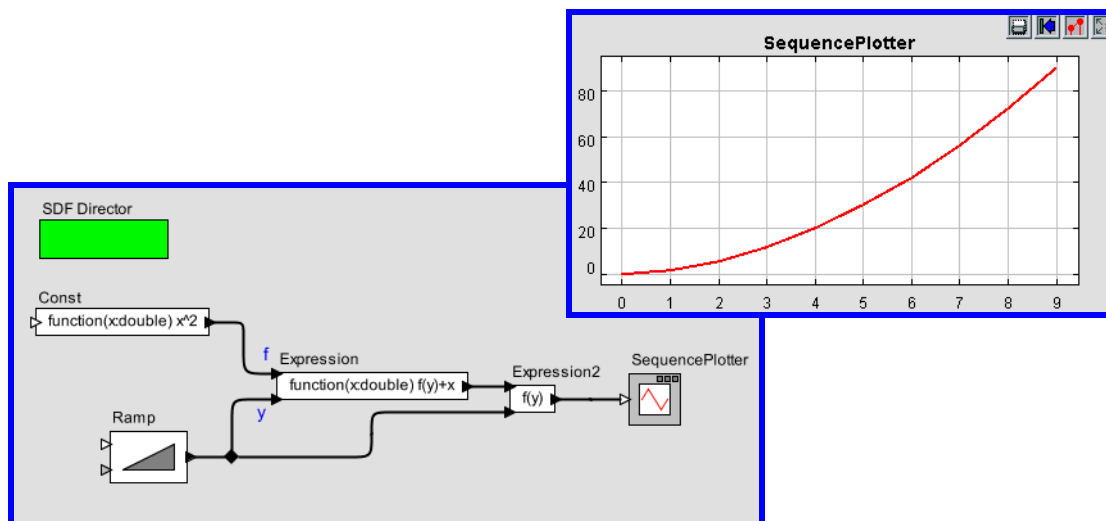 SequencePlotter
80
60
40
20
0
0 1 2 3 4 5 6 7 8 9
SDF Director
Const
function(x:double) x^2
f
Expression
function(x:double) f(y)+x
y
Ramp
Expression2
f(y)
SequencePlotter